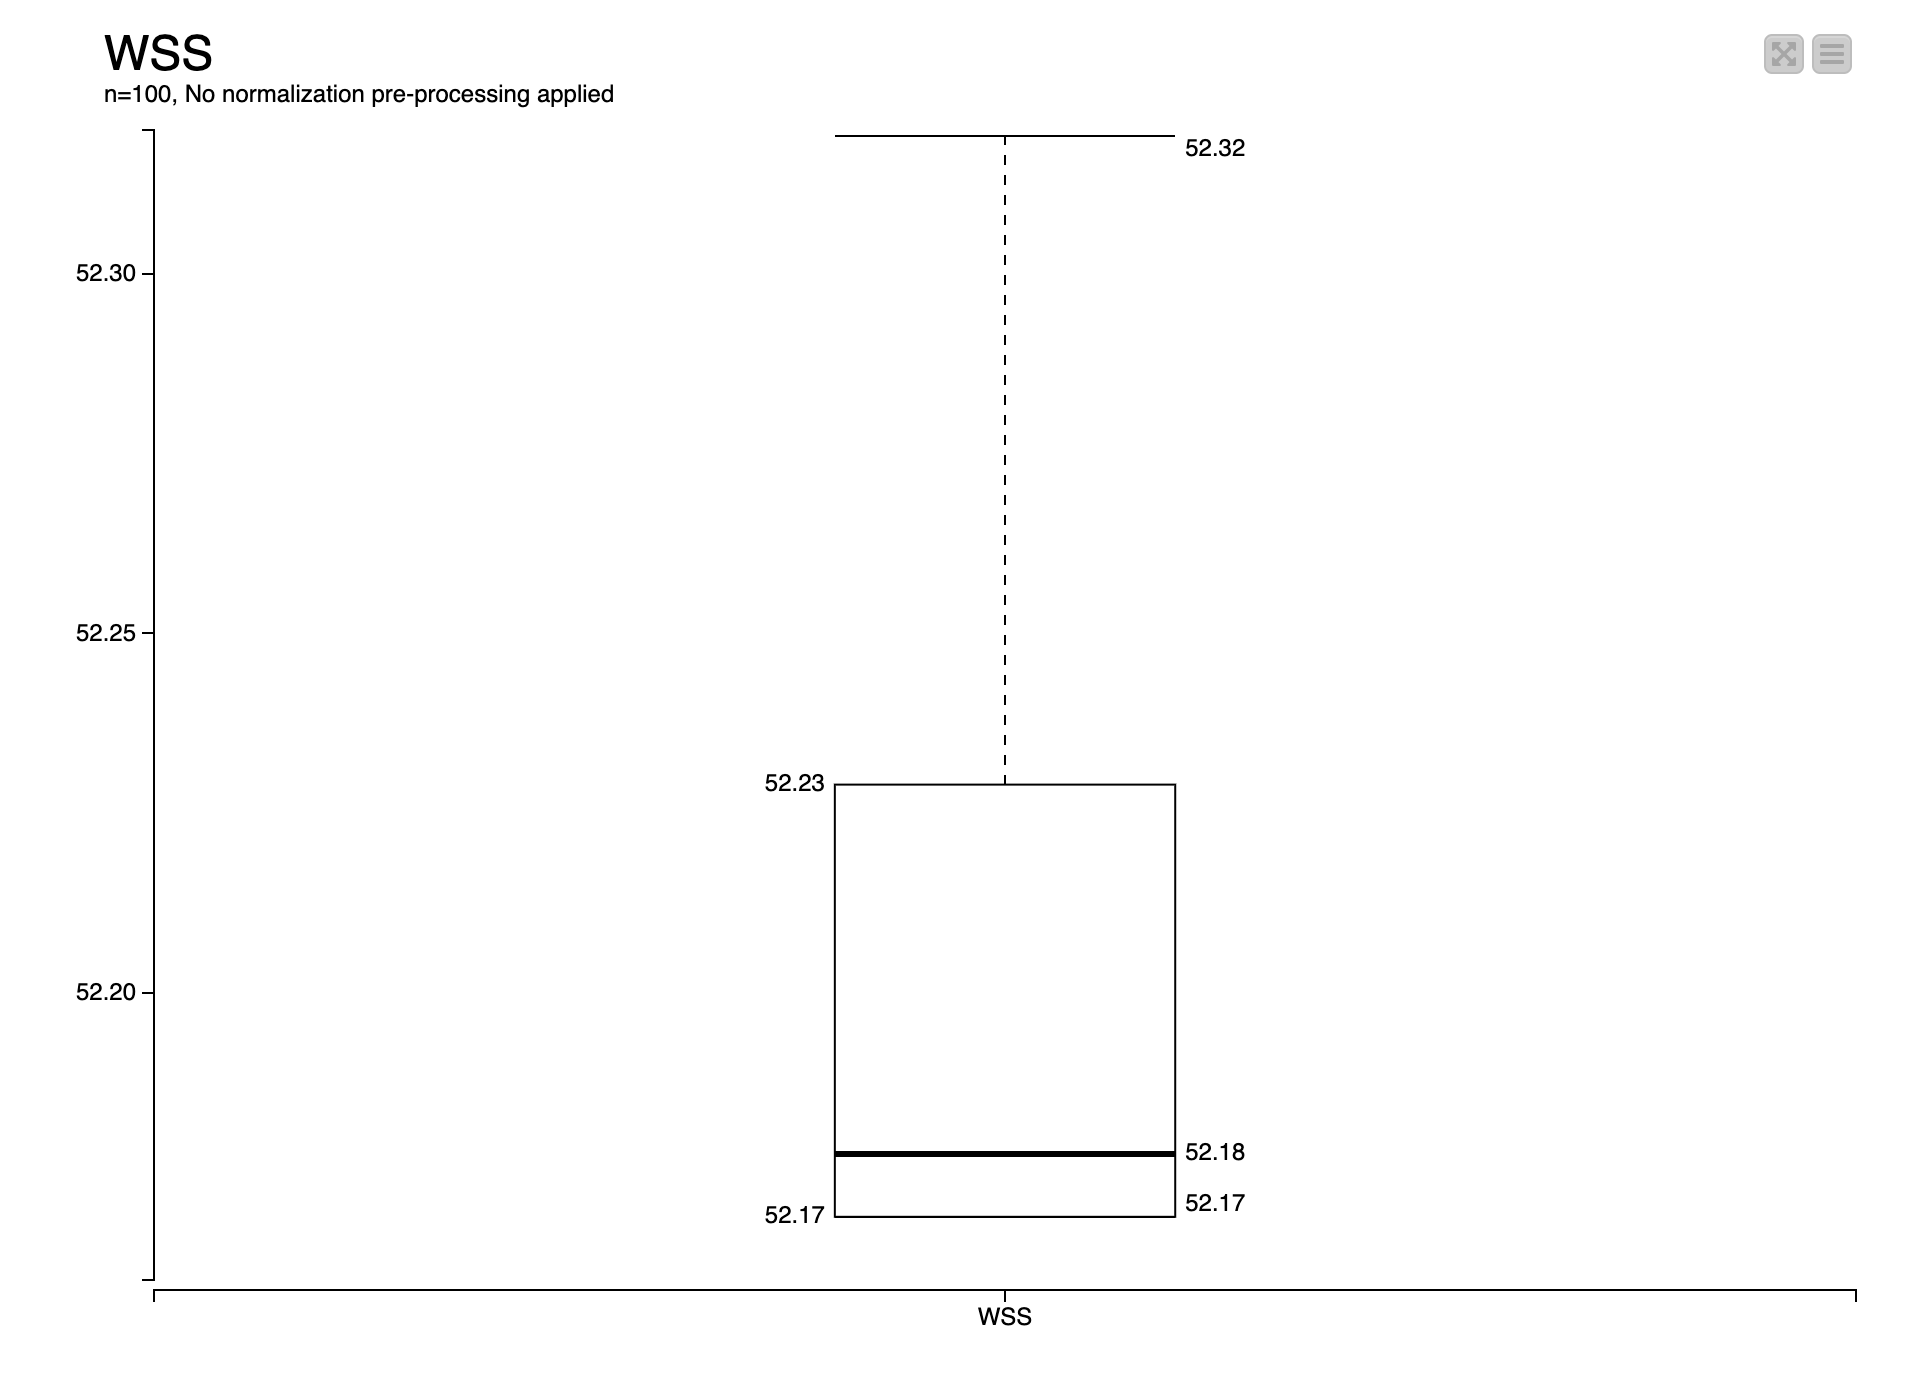 WSS
n=100, No normalization pre-processing applied
52.32
52.30
52.25
52.23
52.20
52.18
52.17
52.17
WSS